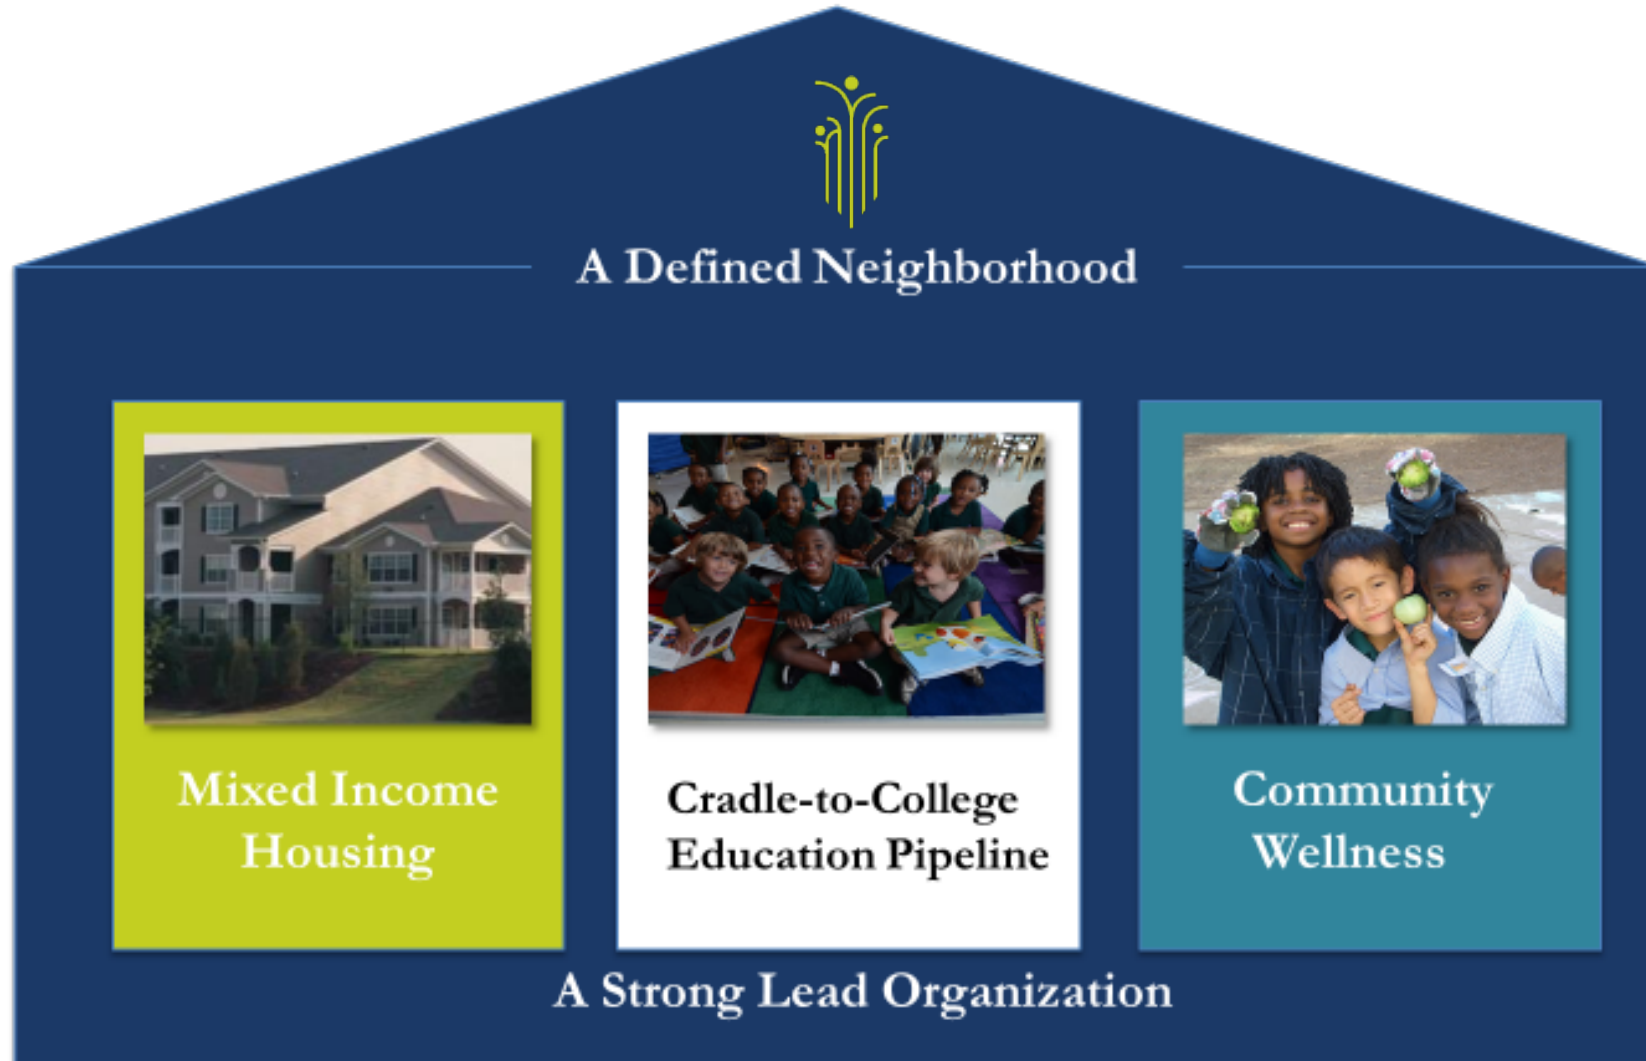 A Defined Neighborhood
Mixed Income
Housing
Cradle-to-College
Education Pipeline
Community
Wellness
A Strong Lead Organization